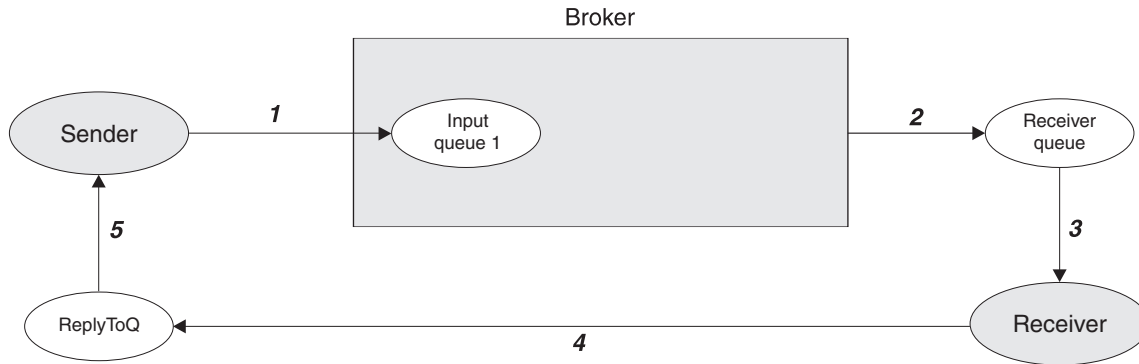 Broker
1
Sender
Input
queue 1
2
Receiver
queue
5
3
ReplyToQ
4
Receiver